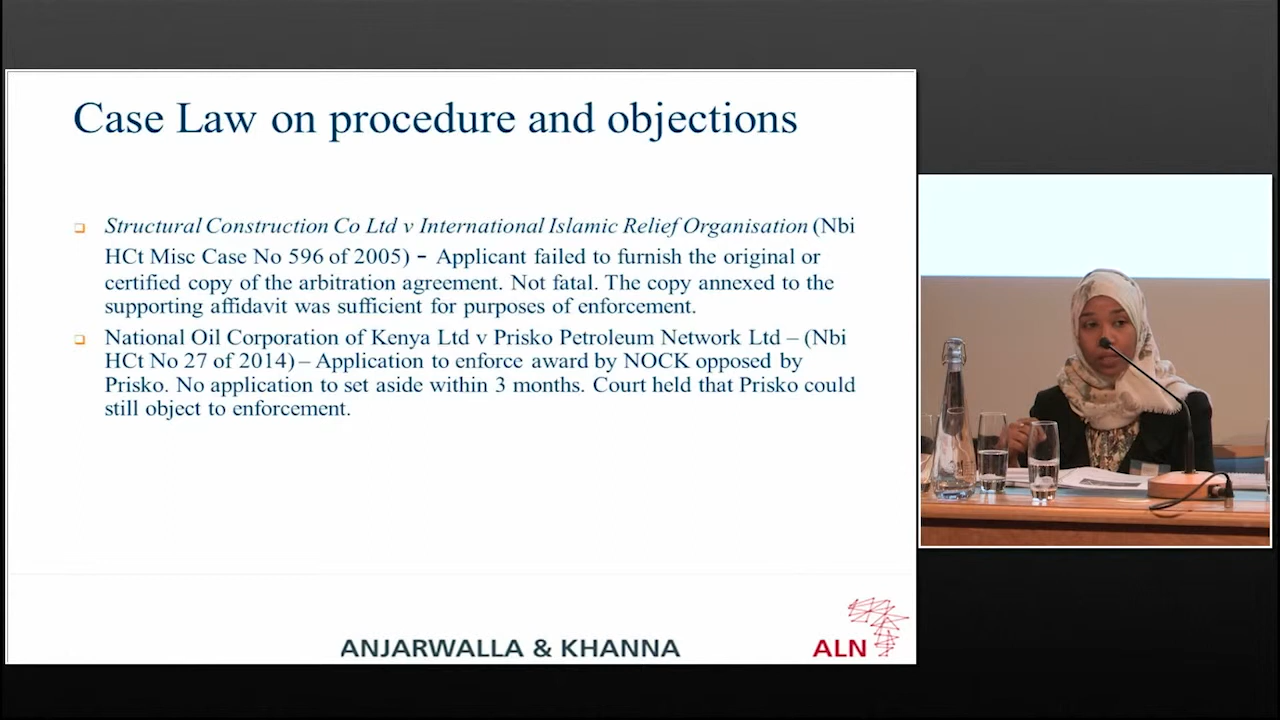 Case Law on procedure and objections
Structural Construction Co Ltd v International Islamic Relief Organisation (Nbi
HCt Misc Case No 596 of 2005) – Applicant failed to furnish the original or
certified copy of the arbitration agreement. Not fatal. The copy annexed to the
supporting affidavit was sufficient for purposes of enforcement.
National Oil Corporation of Kenya Ltd v Prisko Petroleum Network Ltd – (Nbi
HCt No 27 of 2014) – Application to enforce award by NOCK opposed by
Prisko. No application to set aside within 3 months. Court held that Prisko could
still object to enforcement.
ANJARWALLA & KHANNA
ALN